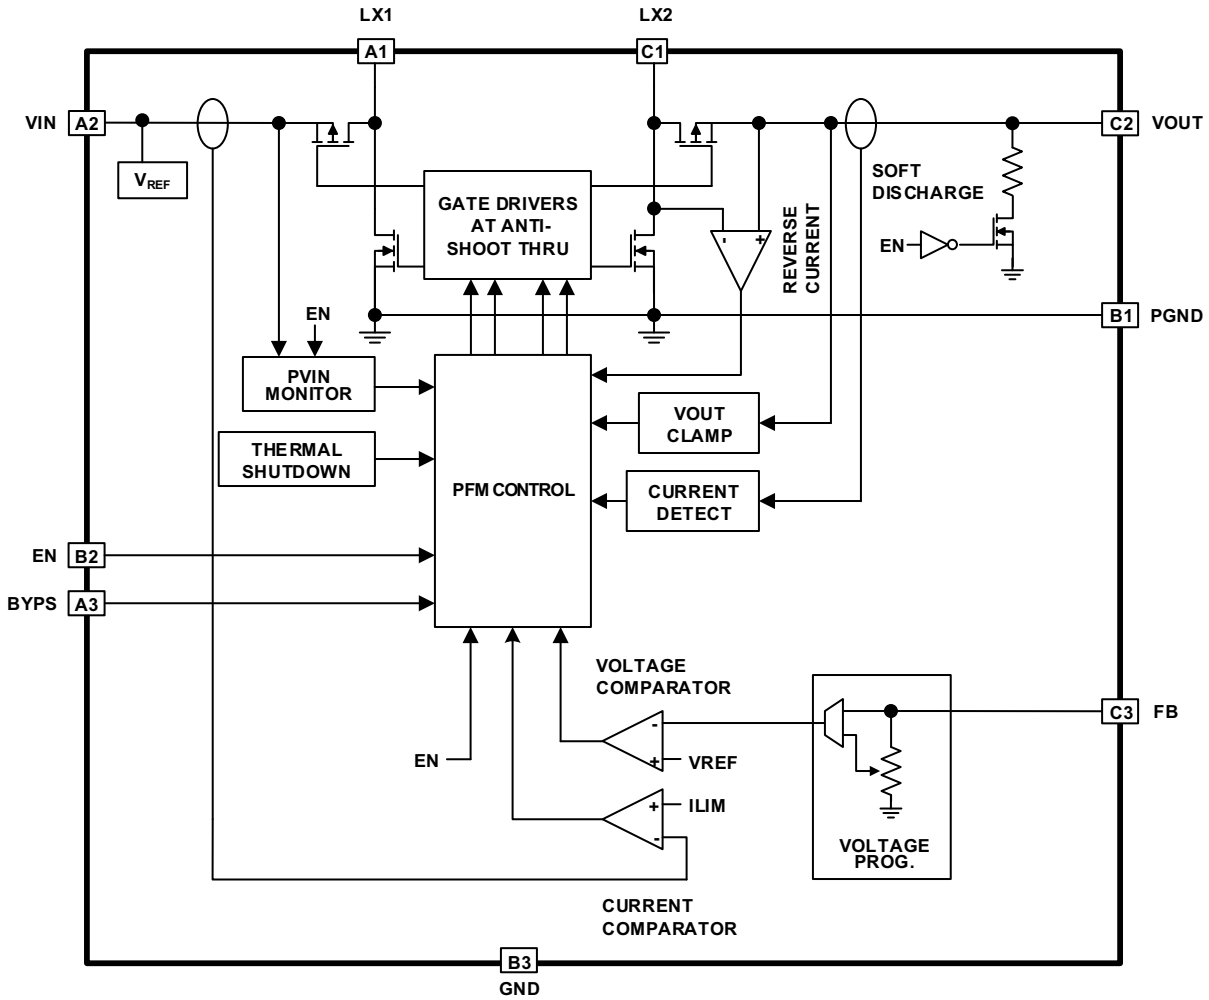 LX1
LX2
A1
C1
VIN
A2
C2
VOUT
VREF
SOFT
DISCHARGE
GATE DRIVERS
AT ANTI-
SHOOT THRU
- +
REVERSE
CURRENT
EN
EN
B1
PGND
PVIN
MONITOR
VOUT
CLAMP
THERMAL
SHUTDOWN
PFM CONTROL
CURRENT
DETECT
EN
B2
BYPS
A3
VOLTAGE
COMPARATOR
-
+
VREF
EN
C3
FB
+
-
ILIM
VOLTAGE
PROG.
CURRENT
COMPARATOR
B3
GND